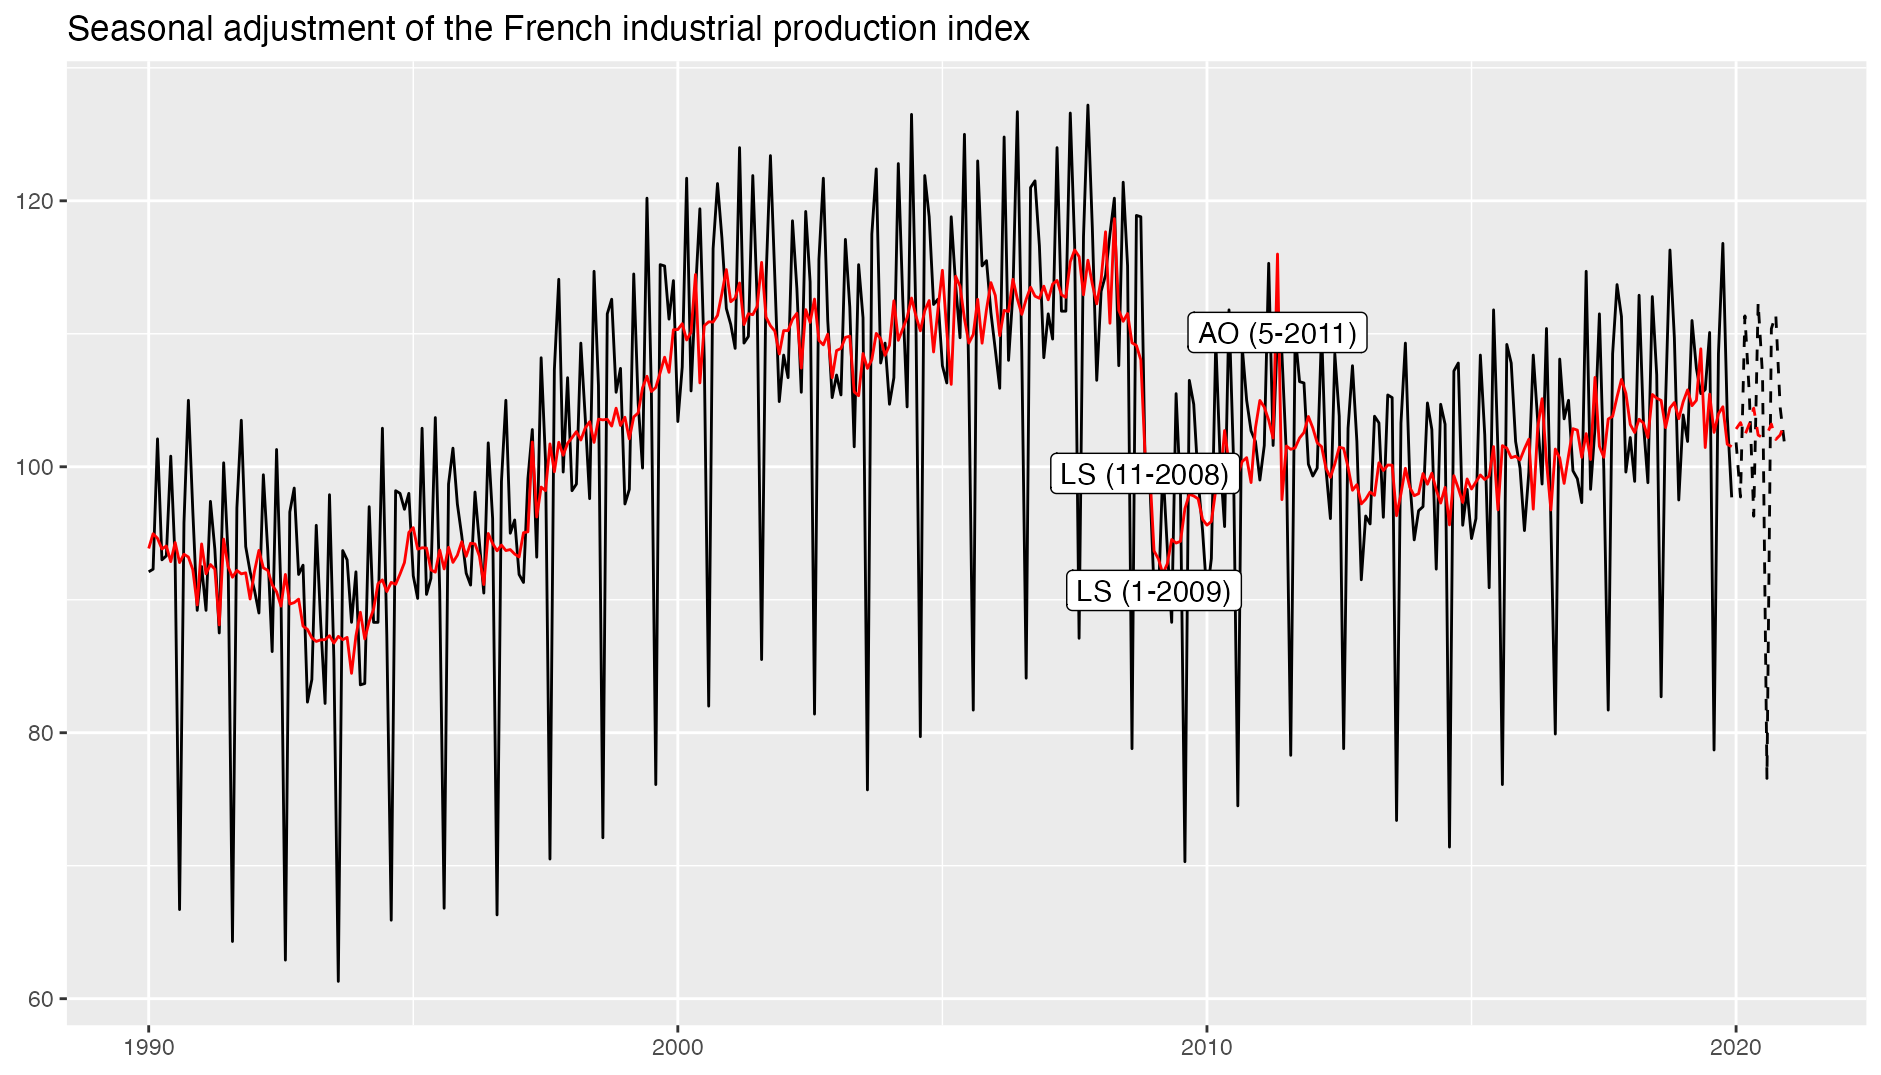 Seasonal adjustment of the French industrial production index
120
100
80
60
AO (5-2011)
LS (11-2008)
LS (1-2009)
1990
2000
2010
2020